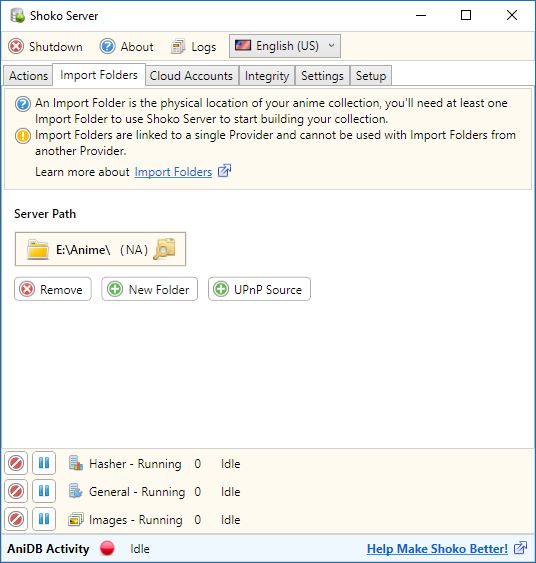 Shoko Server
Shutdown About Logs English (US)
Actions Import Folders Cloud Accounts Integrity Settings Setup
An Import Folder is the physical location of your anime collection, you'll need at least one
Import Folder to use Shoko Server to start building your collection.
Import Folders are linked to a single Provider and cannot be used with Import Folders from
another Provider.
Learn more about Import Folders
Server Path
E:\Anime\ (NA)
Remove New Folder UPnP Source
Hasher - Running 0 Idle
General - Running 0 Idle
Images - Running 0 Idle
AniDB Activity Idle Help Make Shoko Better!